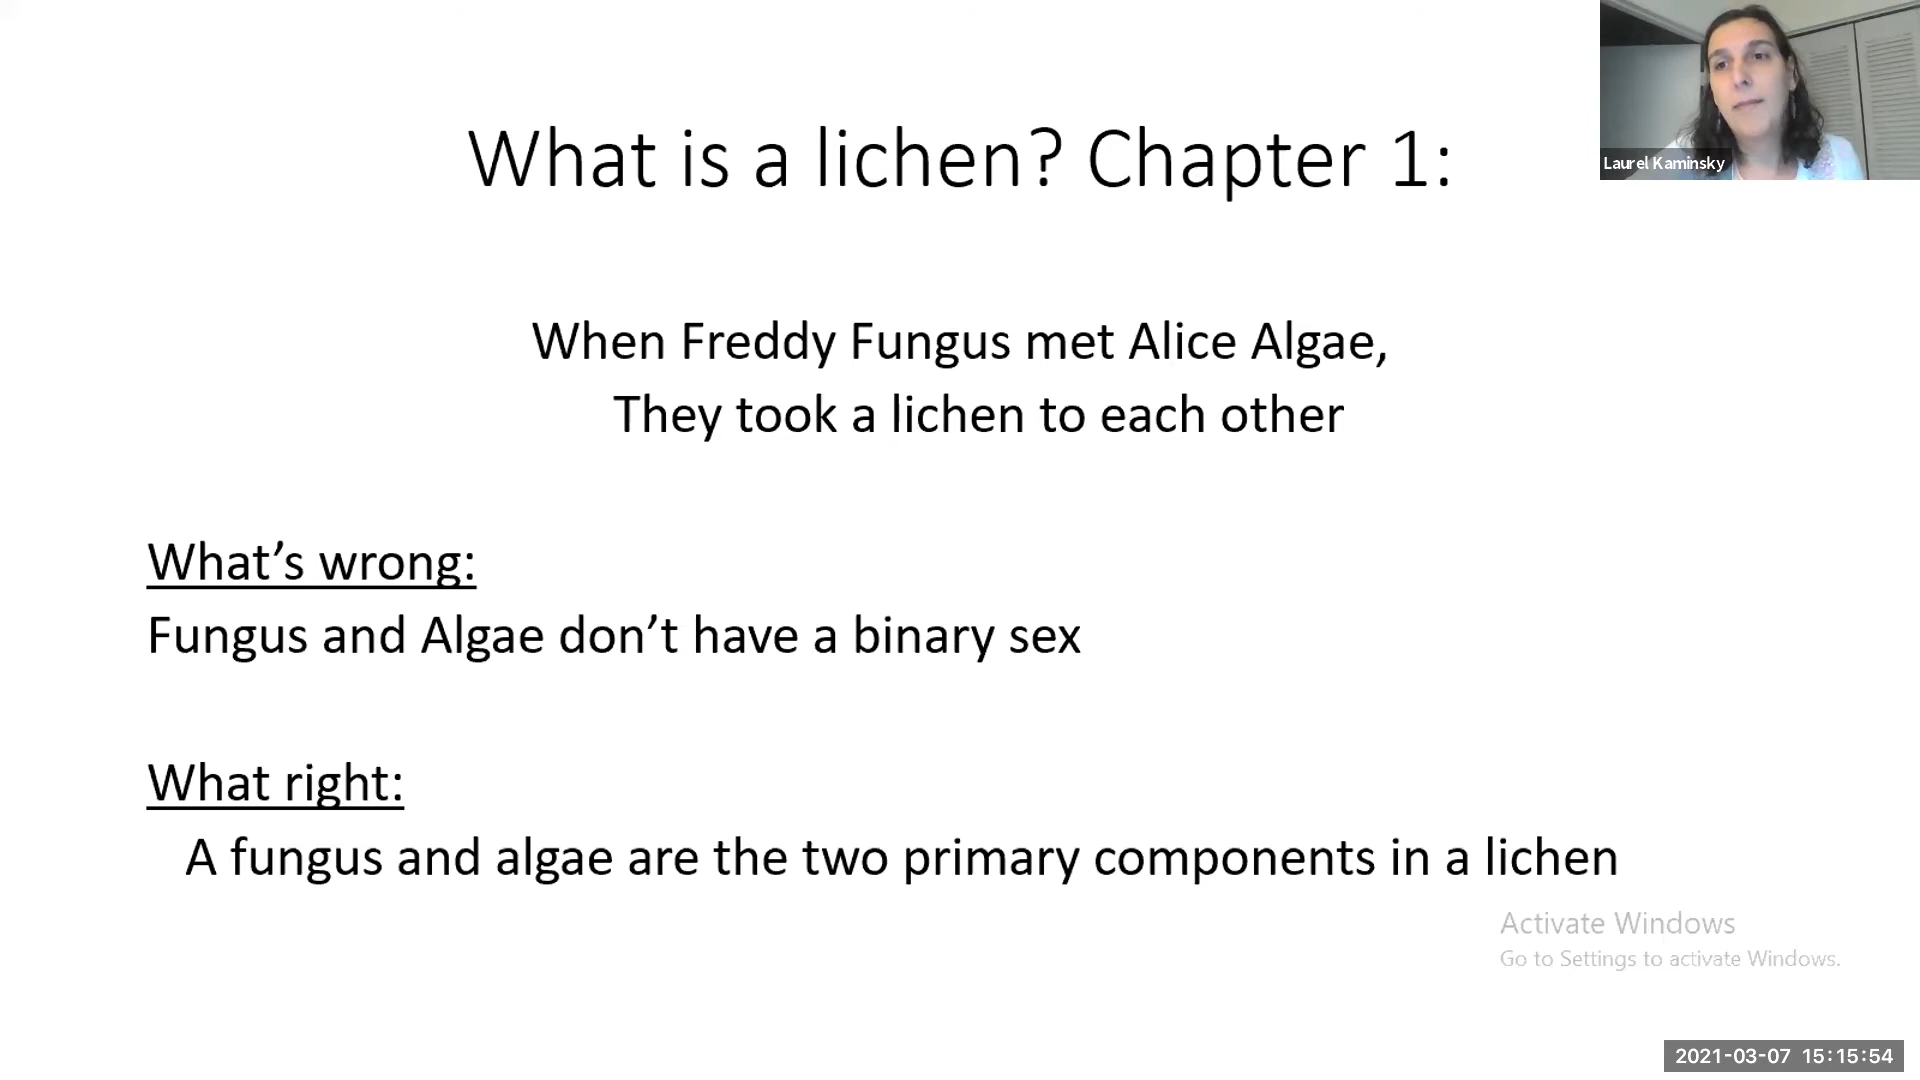 What is a lichen? Chapter 1:
Laurel Kaminsky
When Freddy Fungus met Alice Algae,
They took a lichen to each other
What’s wrong:
Fungus and Algae don’t have a binary sex
What right:
A fungus and algae are the two primary components in a lichen
Activate Windows
Go to Settings to activate Windows.
2021-03-07 15:15:54